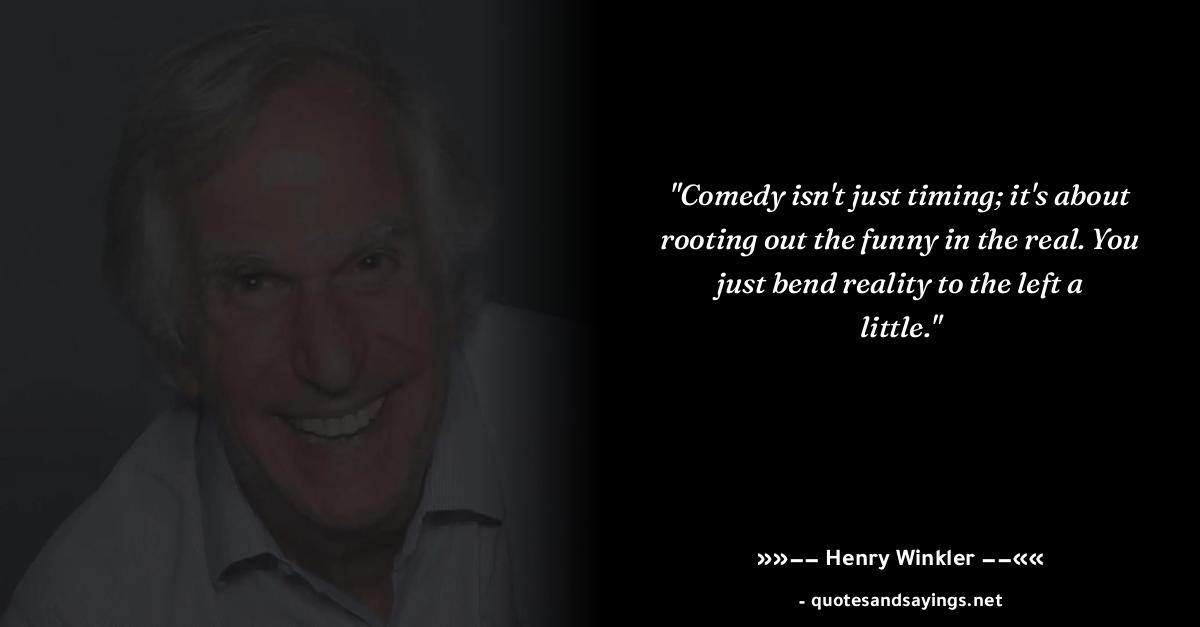 "Comedy isn't just timing; it's about
rooting out the funny in the real. You
just bend reality to the left a
little."
»»−− Henry Winkler −−««
- quotesandsayings.net